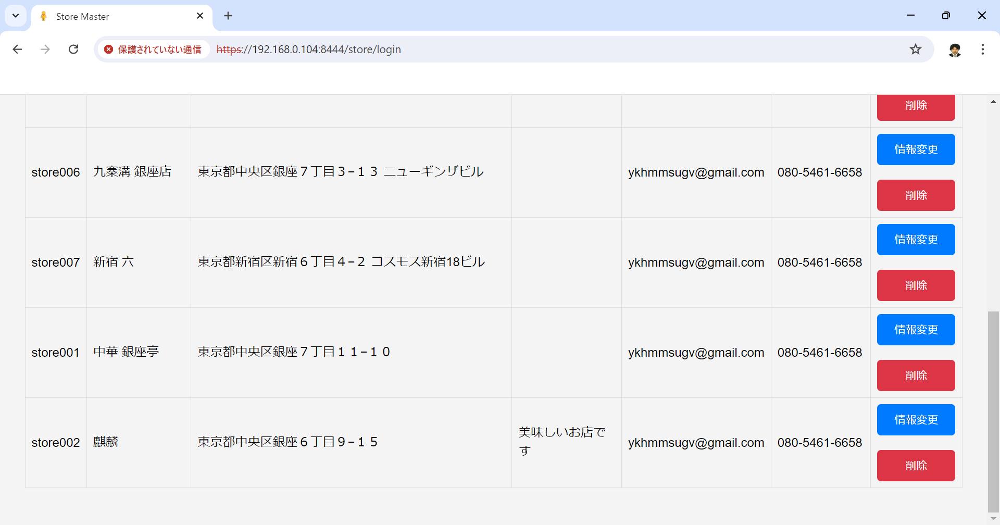 Store Master
保護されていない通信 https://192.168.0.104:8444/store/login
削除
store006 九寨溝 銀座店 東京都中央区銀座７丁目３−１３ ニューギンザビル ykhmmsugv@gmail.com 080-5461-6658 情報変更
削除
store007 新宿 六 東京都新宿区新宿６丁目４−２ コスモス新宿18ビル ykhmmsugv@gmail.com 080-5461-6658 情報変更
削除
store001 中華 銀座亭 東京都中央区銀座７丁目１１−１０ ykhmmsugv@gmail.com 080-5461-6658 情報変更
削除
store002 麒麟 東京都中央区銀座６丁目９−１５ 美味しいお店で
す ykhmmsugv@gmail.com 080-5461-6658 情報変更
削除